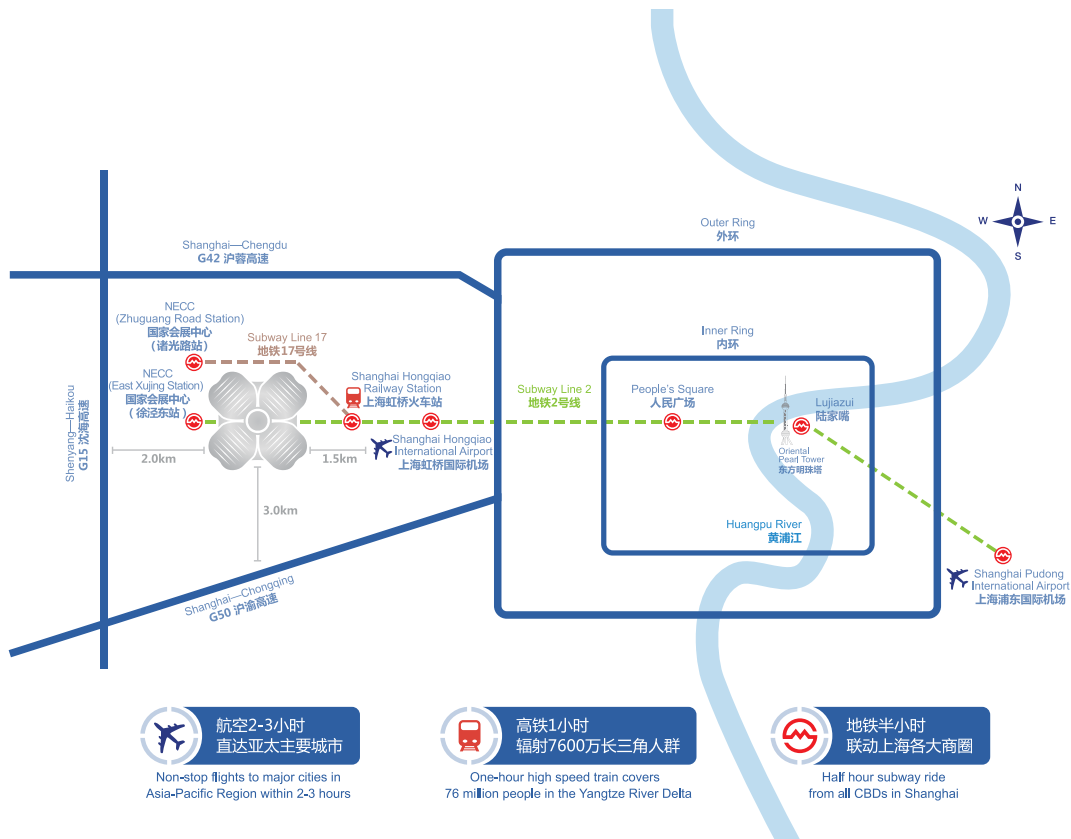 N
W
E
S
Outer Ring
外环
Shanghai—Chengdu
G42 沪蓉高速
NECC
(Zhuguang Road Station)
国家会展中心
（诸光路站）
Subway Line 17
地铁17号线
Inner Ring
内环
NECC
(East Xujing Station)
国家会展中心
（徐泾东站）
Shanghai Hongqiao
Railway Station
上海虹桥火车站
Subway Line 2
地铁2号线
People's Square
人民广场
Lujiazui
陆家嘴
Shenyang—Haikou
G15 沈海高速
2.0km
1.5km
Shanghai Hongqiao
International Airport
上海虹桥国际机场
Oriental
Pearl Tower
东方明珠塔
3.0km
Huangpu River
黄浦江
Shanghai—Chongqing
G50 沪渝高速
Shanghai Pudong
International Airport
上海浦东国际机场
航空2-3小时
直达亚太主要城市
Non-stop flights to major cities in
Asia-Pacific Region within 2-3 hours
高铁1小时
辐射7600万长三角人群
One-hour high speed train covers
76 million people in the Yangtze River Delta
地铁半小时
联动上海各大商圈
Half hour subway ride
from all CBDs in Shanghai